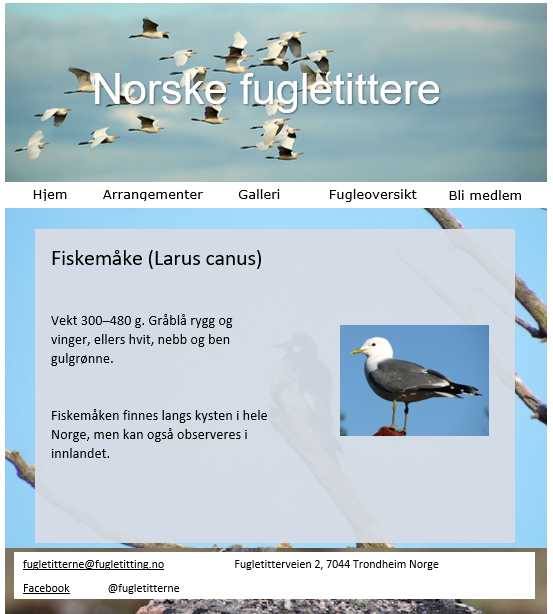 Norske fugletittere
Hjem Arrangementer Galleri Fugleoversikt Bli medlem
Fiskemåke (Larus canus)
Vekt 300–480 g. Gråblå rygg og
vinger, ellers hvit, nebb og ben
gulgrønne.
Fiskemåken finnes langs kysten i hele
Norge, men kan også observeres i
innlandet.
fugletitterne@fugletitting.no Fugletitterveien 2, 7044 Trondheim Norge
Facebook @fugletitterne